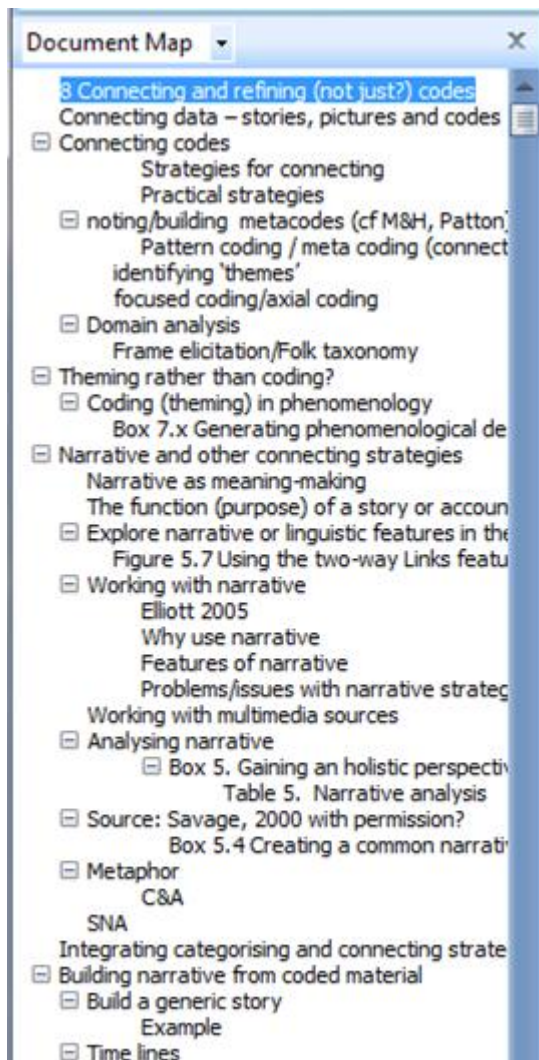 Document Map
8 Connecting and refining (not just?) codes
Connecting data – stories, pictures and codes
Connecting codes
Strategies for connecting
Practical strategies
noting/building metacodes (cf M&H, Patton)
Pattern coding / meta coding (connect
identifying ‘themes’
focused coding/axial coding
Domain analysis
Frame elicitation/Folk taxonomy
Theming rather than coding?
Coding (theming) in phenomenology
Box 7.x Generating phenomenological de
Narrative and other connecting strategies
Narrative as meaning-making
The function (purpose) of a story or accoun
Explore narrative or linguistic features in the
Figure 5.7 Using the two-way Links featu
Working with narrative
Elliott 2005
Why use narrative
Features of narrative
Problems/issues with narrative strateg
Working with multimedia sources
Analysing narrative
Box 5. Gaining an holistic perspectiv
Table 5. Narrative analysis
Source: Savage, 2000 with permission?
Box 5.4 Creating a common narrativ
Metaphor
C&A
SNA
Integrating categorising and connecting strate
Building narrative from coded material
Build a generic story
Example
Time lines